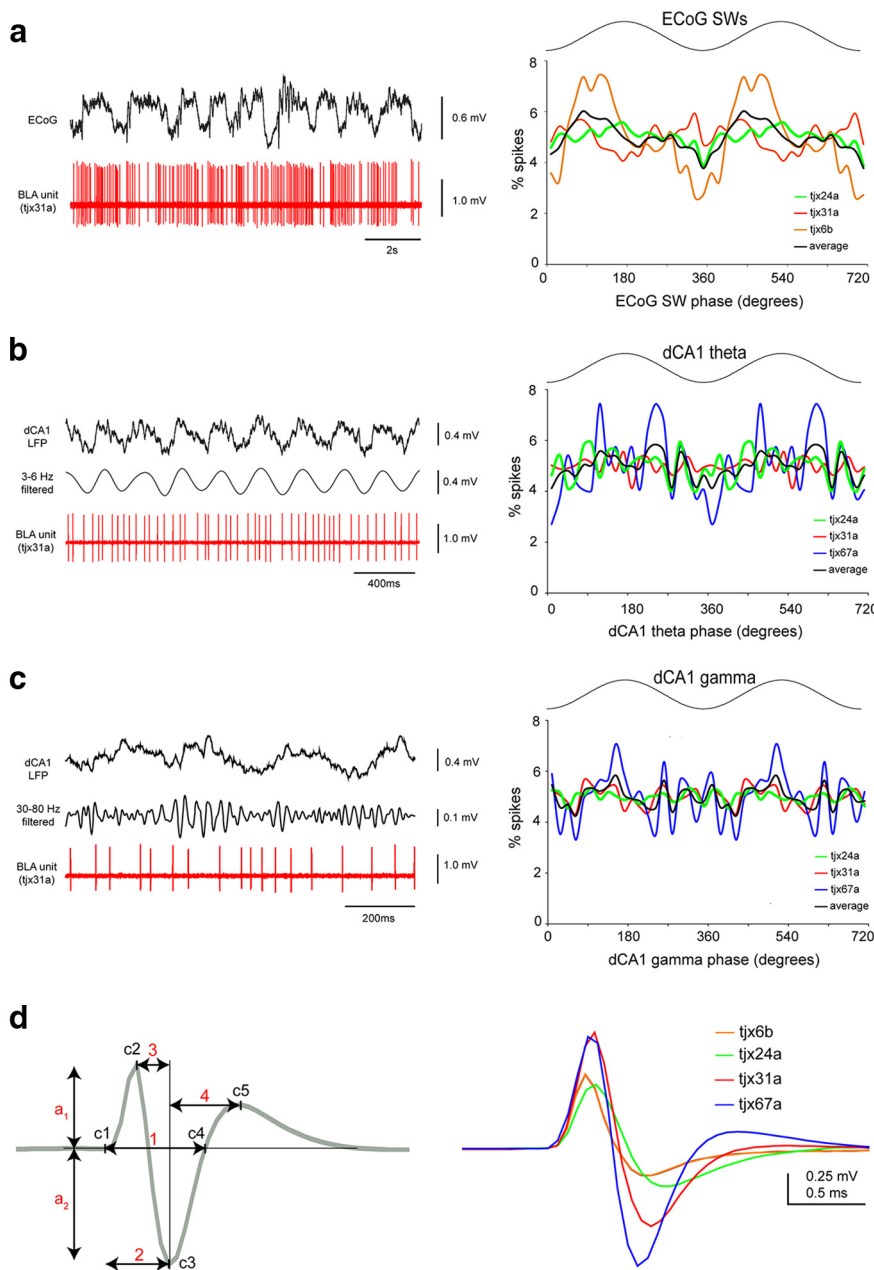 a
ECoG SWs
ECoG
0.6 mV
BLA unit
(tjx31a)
1.0 mV
2s
8
6
4
2
0
% spikes
tjx24a
tjx31a
tjx6b
average
0
180
360
540
720
ECoG SW phase (degrees)
b
dCA1 theta
dCA1
LFP
0.4 mV
3-6 Hz
filtered
0.4 mV
BLA unit
(tjx31a)
1.0 mV
400ms
8
6
4
2
0
% spikes
tjx24a
tjx31a
tjx67a
average
0
180
360
540
720
dCA1 theta phase (degrees)
c
dCA1 gamma
dCA1
LFP
0.4 mV
30-80 Hz
filtered
0.1 mV
BLA unit
(tjx31a)
1.0 mV
200ms
8
6
4
2
0
% spikes
tjx24a
tjx31a
tjx67a
average
0
180
360
540
720
dCA1 gamma phase (degrees)
d
c2
3
4
c5
a1
c1
1
c4
a2
2
c3
tjx6b
tjx24a
tjx31a
tjx67a
0.25 mV
0.5 ms